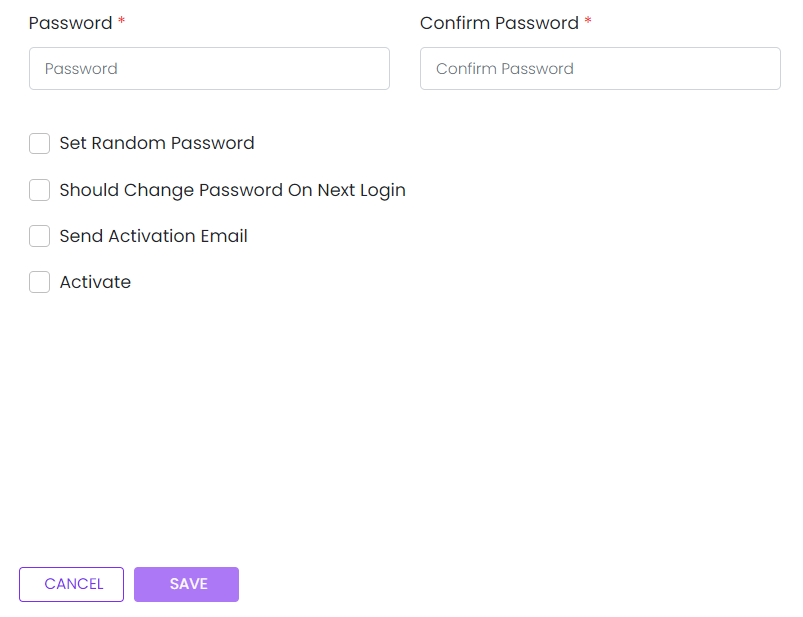 Password * Confirm Password *
Password Confirm Password
Set Random Password
Should Change Password On Next Login
Send Activation Email
Activate
CANCEL SAVE